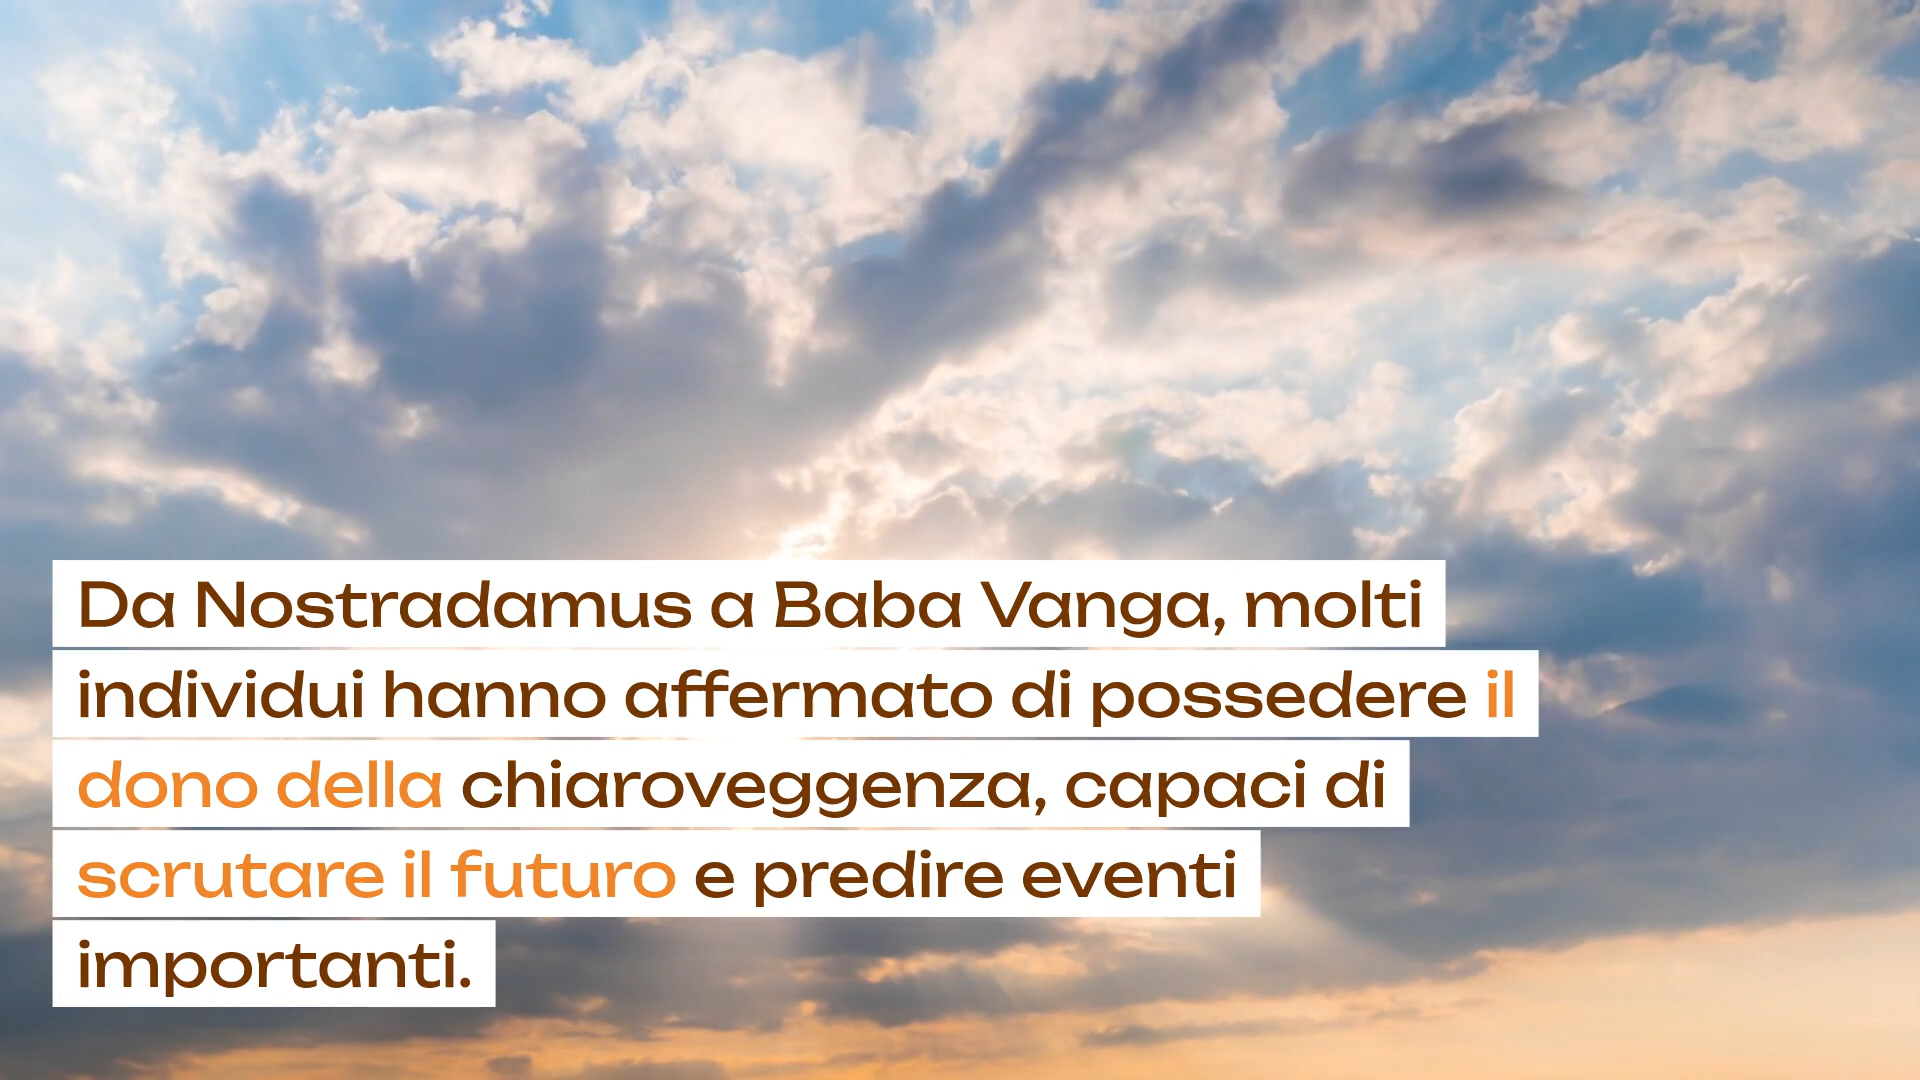 Da Nostradamus a Baba Vanga, molti
individui hanno affermato di possedere il
dono della chiaroveggenza, capaci di
scrutare il futuro e predire eventi
importanti.